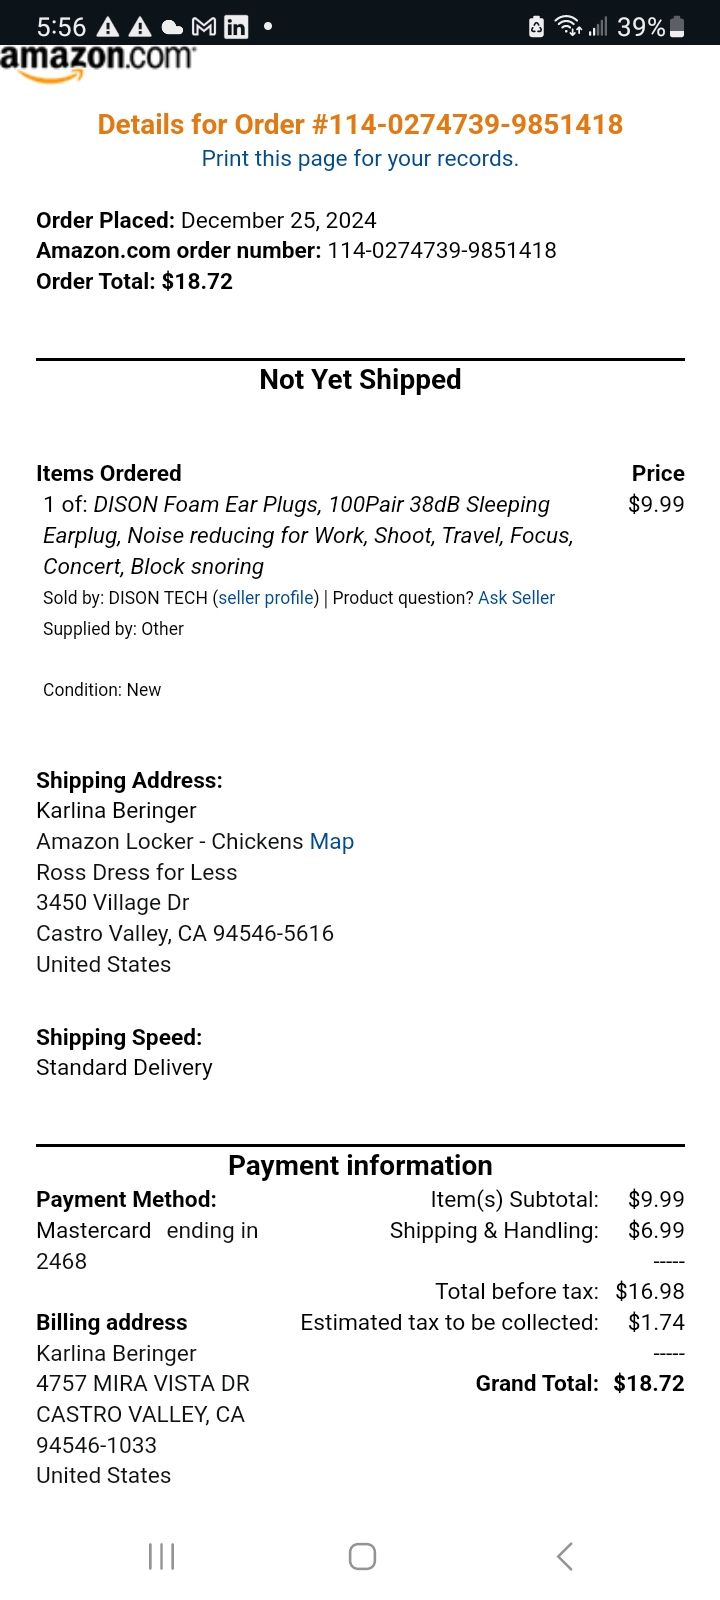 5:56
39%
amazon.com
Details for Order #114-0274739-9851418
Print this page for your records.
Order Placed: December 25, 2024
Amazon.com order number: 114-0274739-9851418
Order Total: $18.72
Not Yet Shipped
Items Ordered Price
1 of: DISON Foam Ear Plugs, 100Pair 38dB Sleeping $9.99
Earplug, Noise reducing for Work, Shoot, Travel, Focus,
Concert, Block snoring
Sold by: DISON TECH (seller profile) | Product question? Ask Seller
Supplied by: Other
Condition: New
Shipping Address:
Karlina Beringer
Amazon Locker - Chickens Map
Ross Dress for Less
3450 Village Dr
Castro Valley, CA 94546-5616
United States
Shipping Speed:
Standard Delivery
Payment information
Payment Method: Item(s) Subtotal: $9.99
Mastercard ending in Shipping & Handling: $6.99
2468 -----
Total before tax: $16.98
Billing address Estimated tax to be collected: $1.74
Karlina Beringer -----
4757 MIRA VISTA DR Grand Total: $18.72
CASTRO VALLEY, CA
94546-1033
United States